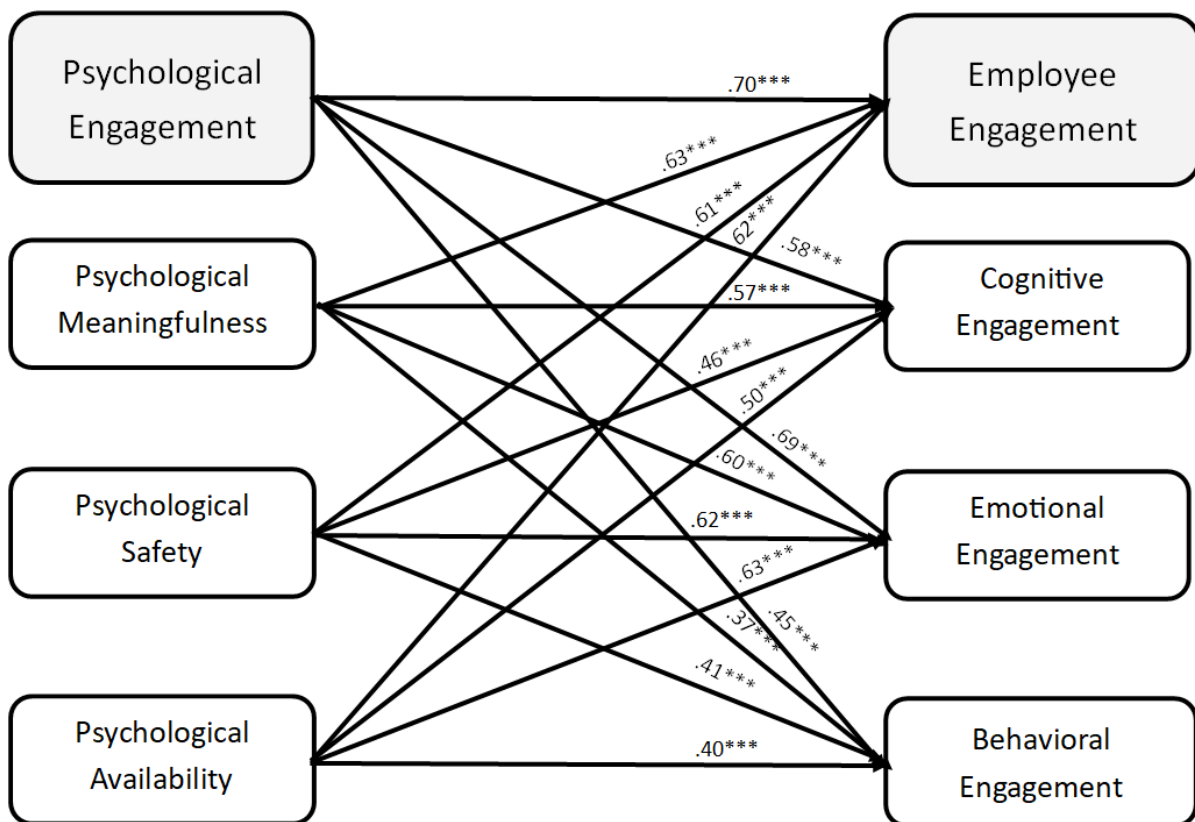 Psychological
Engagement
Employee
Engagement
.70***
.63***
.61***
62***
.58***
Psychological
Meaningfulness
Cognitive
Engagement
.57***
.46***
.50***
.69***
.60***
Psychological
Safety
Emotional
Engagement
.62***
.63***
.45***
.37***
.41***
Psychological
Availability
Behavioral
Engagement
.40***